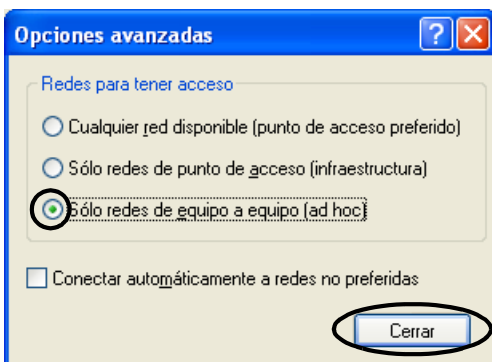 Opciones avanzadas
Redes para tener acceso
Cualquier red disponible (punto de acceso preferido)
Sólo redes de punto de acceso (infraestructura)
Sólo redes de equipo a equipo (ad hoc)
Conectar automáticamente a redes no preferidas
Cerrar